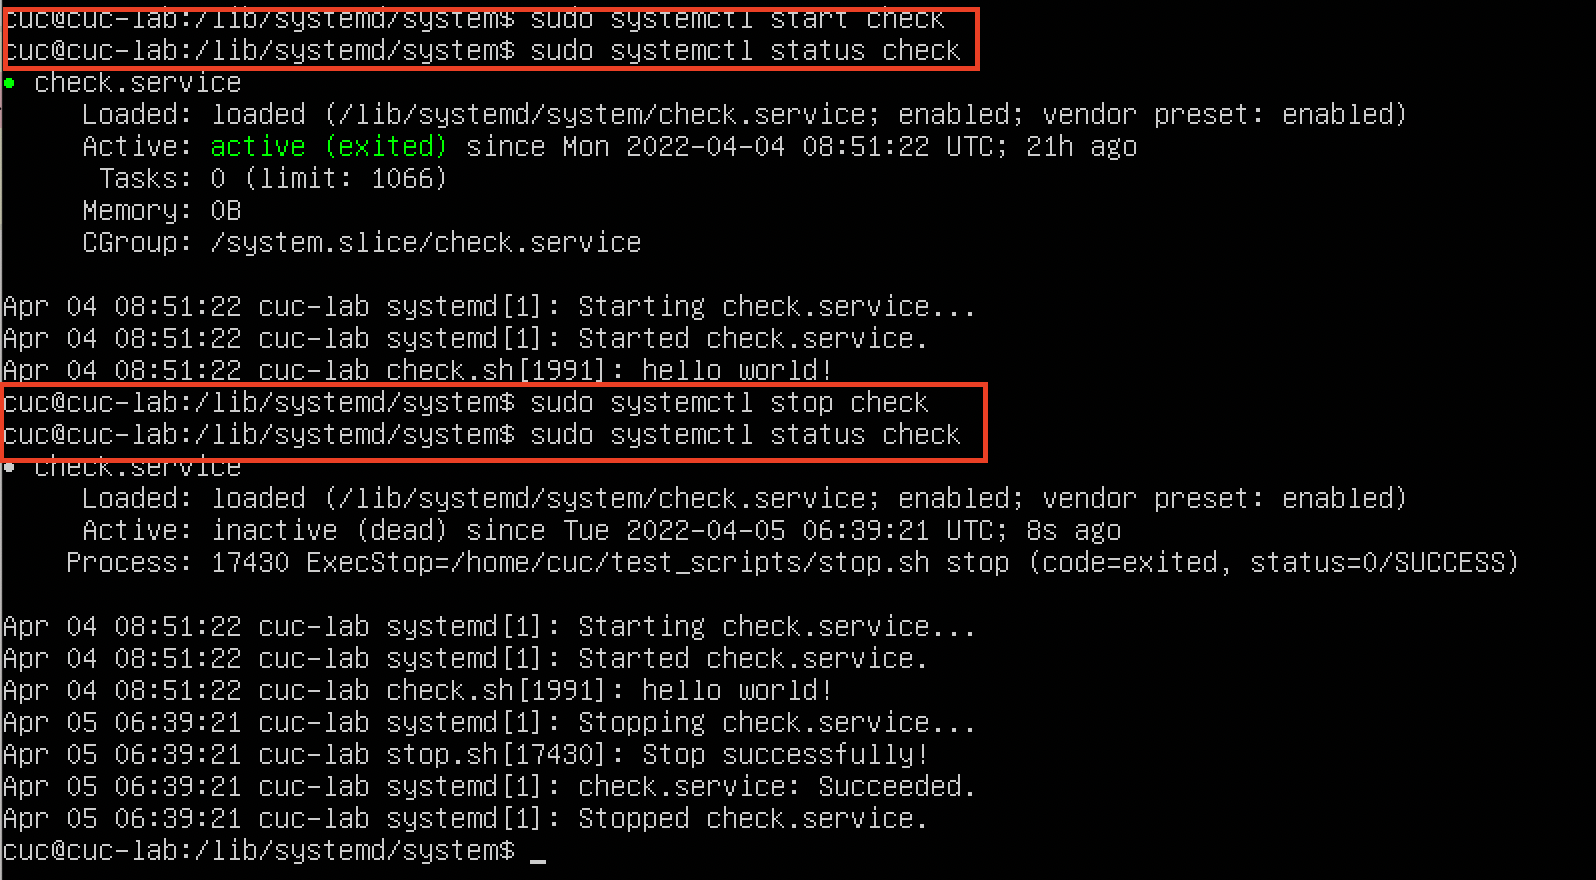 cuc@cuc-lab:/lib/systemd/system$ sudo systemctl start check
cuc@cuc-lab:/lib/systemd/system$ sudo systemctl status check
● check.service
     Loaded: loaded (/lib/systemd/system/check.service; enabled; vendor preset: enabled)
     Active: active (exited) since Mon 2022-04-04 08:51:22 UTC; 21h ago
      Tasks: 0 (limit: 1066)
     Memory: 0B
     CGroup: /system.slice/check.service

Apr 04 08:51:22 cuc-lab systemd[1]: Starting check.service...
Apr 04 08:51:22 cuc-lab systemd[1]: Started check.service.
Apr 04 08:51:22 cuc-lab check.sh[1991]: hello world!
cuc@cuc-lab:/lib/systemd/system$ sudo systemctl stop check
cuc@cuc-lab:/lib/systemd/system$ sudo systemctl status check
● check.service
     Loaded: loaded (/lib/systemd/system/check.service; enabled; vendor preset: enabled)
     Active: inactive (dead) since Tue 2022-04-05 06:39:21 UTC; 8s ago
    Process: 17430 ExecStop=/home/cuc/test_scripts/stop.sh stop (code=exited, status=0/SUCCESS)

Apr 04 08:51:22 cuc-lab systemd[1]: Starting check.service...
Apr 04 08:51:22 cuc-lab systemd[1]: Started check.service.
Apr 04 08:51:22 cuc-lab check.sh[1991]: hello world!
Apr 05 06:39:21 cuc-lab systemd[1]: Stopping check.service...
Apr 05 06:39:21 cuc-lab stop.sh[17430]: Stop successfully!
Apr 05 06:39:21 cuc-lab systemd[1]: check.service: Succeeded.
Apr 05 06:39:21 cuc-lab systemd[1]: Stopped check.service.
cuc@cuc-lab:/lib/systemd/system$ _